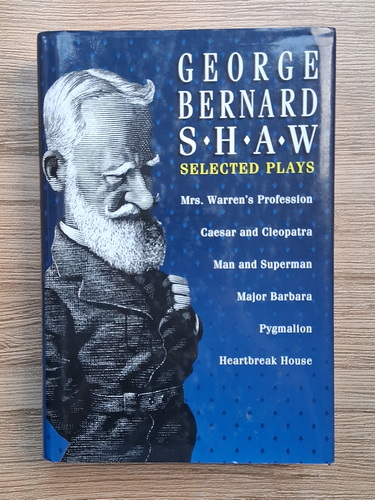 GEORGE
BERNARD
S•H•A•W
SELECTED PLAYS
Mrs. Warren's Profession
Caesar and Cleopatra
Man and Superman
Major Barbara
Pygmalion
Heartbreak House